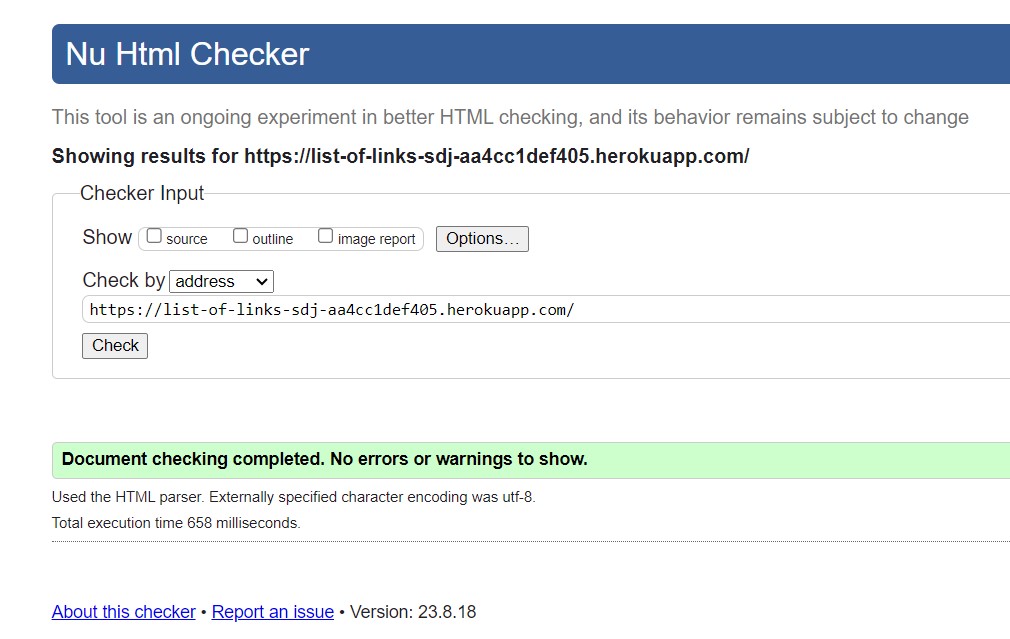 Nu Html Checker
This tool is an ongoing experiment in better HTML checking, and its behavior remains subject to change
Showing results for https://list-of-links-sdj-aa4cc1def405.herokuapp.com/
Checker Input
Show source outline image report Options...
Check by address
https://list-of-links-sdj-aa4cc1def405.herokuapp.com/
Check
Document checking completed. No errors or warnings to show.
Used the HTML parser. Externally specified character encoding was utf-8.
Total execution time 658 milliseconds.
About this checker • Report an issue • Version: 23.8.18